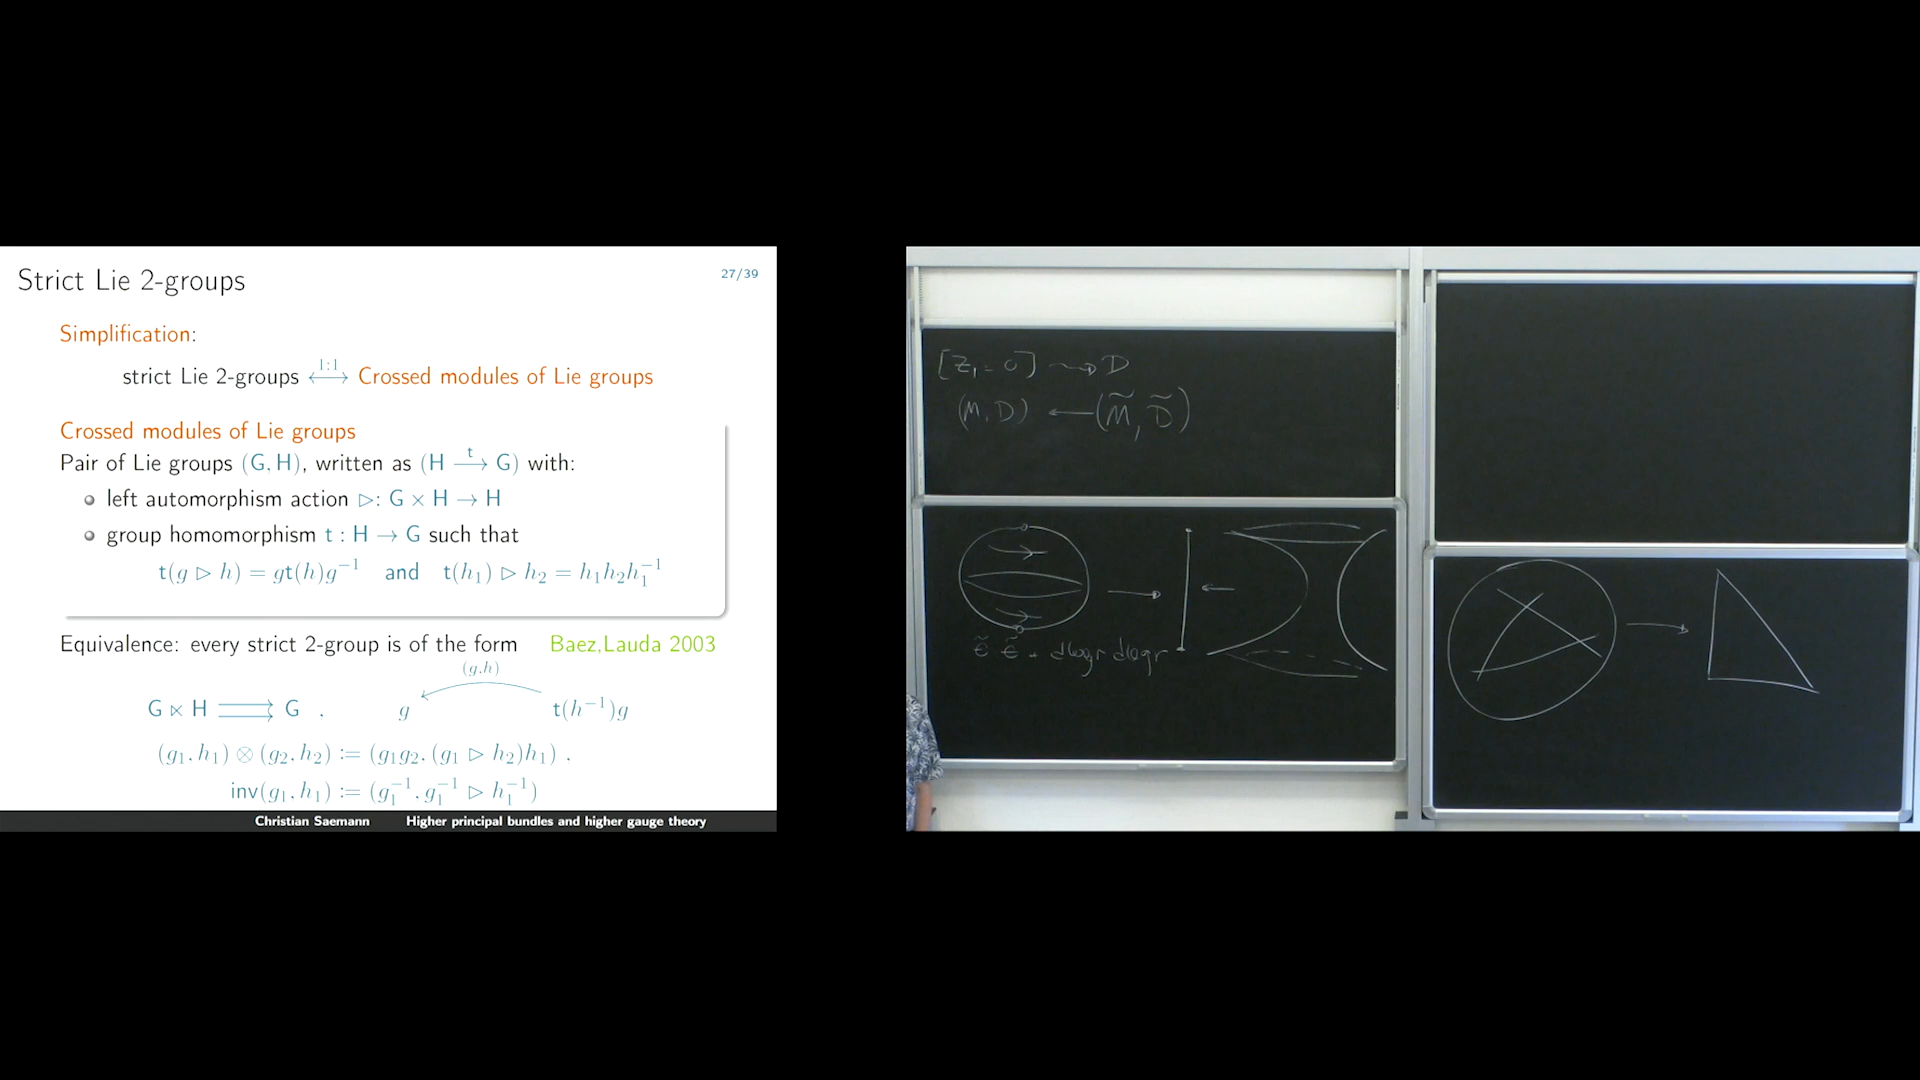 Strict Lie 2-groups
27/39
Simplification:
strict Lie 2-groups ⟷ (1:1) Crossed modules of Lie groups
Crossed modules of Lie groups
Pair of Lie groups (G, H), written as (H —t→ G) with:
left automorphism action ▷: G × H → H
group homomorphism t : H → G such that
t(g ▷ h) = gt(h)g⁻¹ and t(h₁) ▷ h₂ = h₁h₂h₁⁻¹
Equivalence: every strict 2-group is of the form Baez,Lauda 2003
(g,h)
G ⋉ H ⇉ G , g t(h⁻¹)g
(g₁, h₁) ⊗ (g₂, h₂) := (g₁g₂, (g₁ ▷ h₂)h₁) ,
inv(g₁, h₁) := (g₁⁻¹, g₁⁻¹ ▷ h₁⁻¹)
Christian Saemann Higher principal bundles and higher gauge theory
[Z₁ = 0] ⇝ D
(M, D) ← (M̃, D̃)